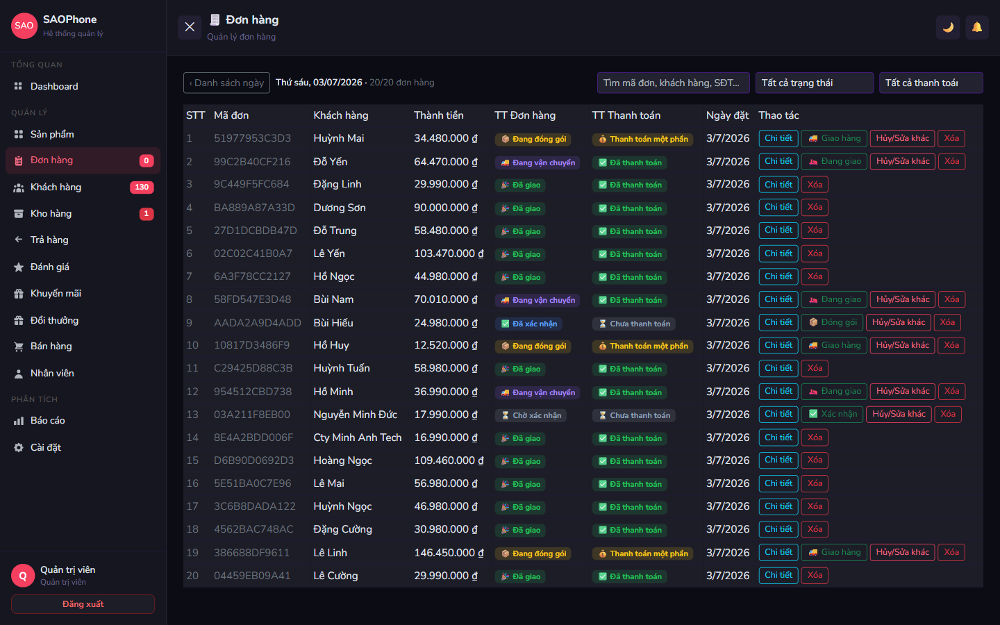 SAO SAOPhone
Hệ thống quản lý
TỔNG QUAN
Dashboard
QUẢN LÝ
Sản phẩm
Đơn hàng 0
Khách hàng 130
Kho hàng 1
Trả hàng
Đánh giá
Khuyến mãi
Đổi thưởng
Bán hàng
Nhân viên
PHÂN TÍCH
Báo cáo
Cài đặt
Q Quản trị viên
Quản trị viên
Đăng xuất
Đơn hàng
Quản lý đơn hàng
‹ Danh sách ngày Thứ sáu, 03/07/2026 · 20/20 đơn hàng Tìm mã đơn, khách hàng, SĐT... Tất cả trạng thái Tất cả thanh toán
STT Mã đơn Khách hàng Thành tiền TT Đơn hàng TT Thanh toán Ngày đặt Thao tác
1 51977953C3D3 Huỳnh Mai 34.480.000 ₫ Đang đóng gói Thanh toán một phần 3/7/2026 Chi tiết Giao hàng Hủy/Sửa khác Xóa
2 99C2B40CF216 Đỗ Yến 64.470.000 ₫ Đang vận chuyển Đã thanh toán 3/7/2026 Chi tiết Đang giao Hủy/Sửa khác Xóa
3 9C449F5FC684 Đặng Linh 29.990.000 ₫ Đã giao Đã thanh toán 3/7/2026 Chi tiết Xóa
4 BA889A87A33D Dương Sơn 90.000.000 ₫ Đã giao Đã thanh toán 3/7/2026 Chi tiết Xóa
5 27D1DCBDB47D Đỗ Trung 58.480.000 ₫ Đã giao Đã thanh toán 3/7/2026 Chi tiết Xóa
6 02C02C41B0A7 Lê Yến 103.470.000 ₫ Đã giao Đã thanh toán 3/7/2026 Chi tiết Xóa
7 6A3F78CC2127 Hồ Ngọc 44.980.000 ₫ Đã giao Đã thanh toán 3/7/2026 Chi tiết Xóa
8 58FD547E3D48 Bùi Nam 70.010.000 ₫ Đang vận chuyển Đã thanh toán 3/7/2026 Chi tiết Đang giao Hủy/Sửa khác Xóa
9 AADA2A9D4ADD Bùi Hiếu 24.980.000 ₫ Đã xác nhận Chưa thanh toán 3/7/2026 Chi tiết Đóng gói Hủy/Sửa khác Xóa
10 10817D3486F9 Hồ Huy 12.520.000 ₫ Đang đóng gói Thanh toán một phần 3/7/2026 Chi tiết Giao hàng Hủy/Sửa khác Xóa
11 C29425D88C3B Huỳnh Tuấn 58.980.000 ₫ Đã giao Đã thanh toán 3/7/2026 Chi tiết Xóa
12 954512CBD738 Hồ Minh 36.990.000 ₫ Đang vận chuyển Đã thanh toán 3/7/2026 Chi tiết Đang giao Hủy/Sửa khác Xóa
13 03A211F8EB00 Nguyễn Minh Đức 17.990.000 ₫ Chờ xác nhận Chưa thanh toán 3/7/2026 Chi tiết Xác nhận Hủy/Sửa khác Xóa
14 8E4A2BDD006F Cty Minh Anh Tech 16.990.000 ₫ Đã giao Đã thanh toán 3/7/2026 Chi tiết Xóa
15 D6B90D0692D3 Hoàng Ngọc 109.460.000 ₫ Đã giao Đã thanh toán 3/7/2026 Chi tiết Xóa
16 5E51BA0C7E96 Lê Mai 56.980.000 ₫ Đã giao Đã thanh toán 3/7/2026 Chi tiết Xóa
17 3C6B8DADA122 Huỳnh Ngọc 46.980.000 ₫ Đã giao Đã thanh toán 3/7/2026 Chi tiết Xóa
18 4562BAC748AC Đặng Cường 30.980.000 ₫ Đã giao Đã thanh toán 3/7/2026 Chi tiết Xóa
19 386688DF9611 Lê Linh 146.450.000 ₫ Đang đóng gói Thanh toán một phần 3/7/2026 Chi tiết Giao hàng Hủy/Sửa khác Xóa
20 04459EB09A41 Lê Cường 29.990.000 ₫ Đã giao Đã thanh toán 3/7/2026 Chi tiết Xóa